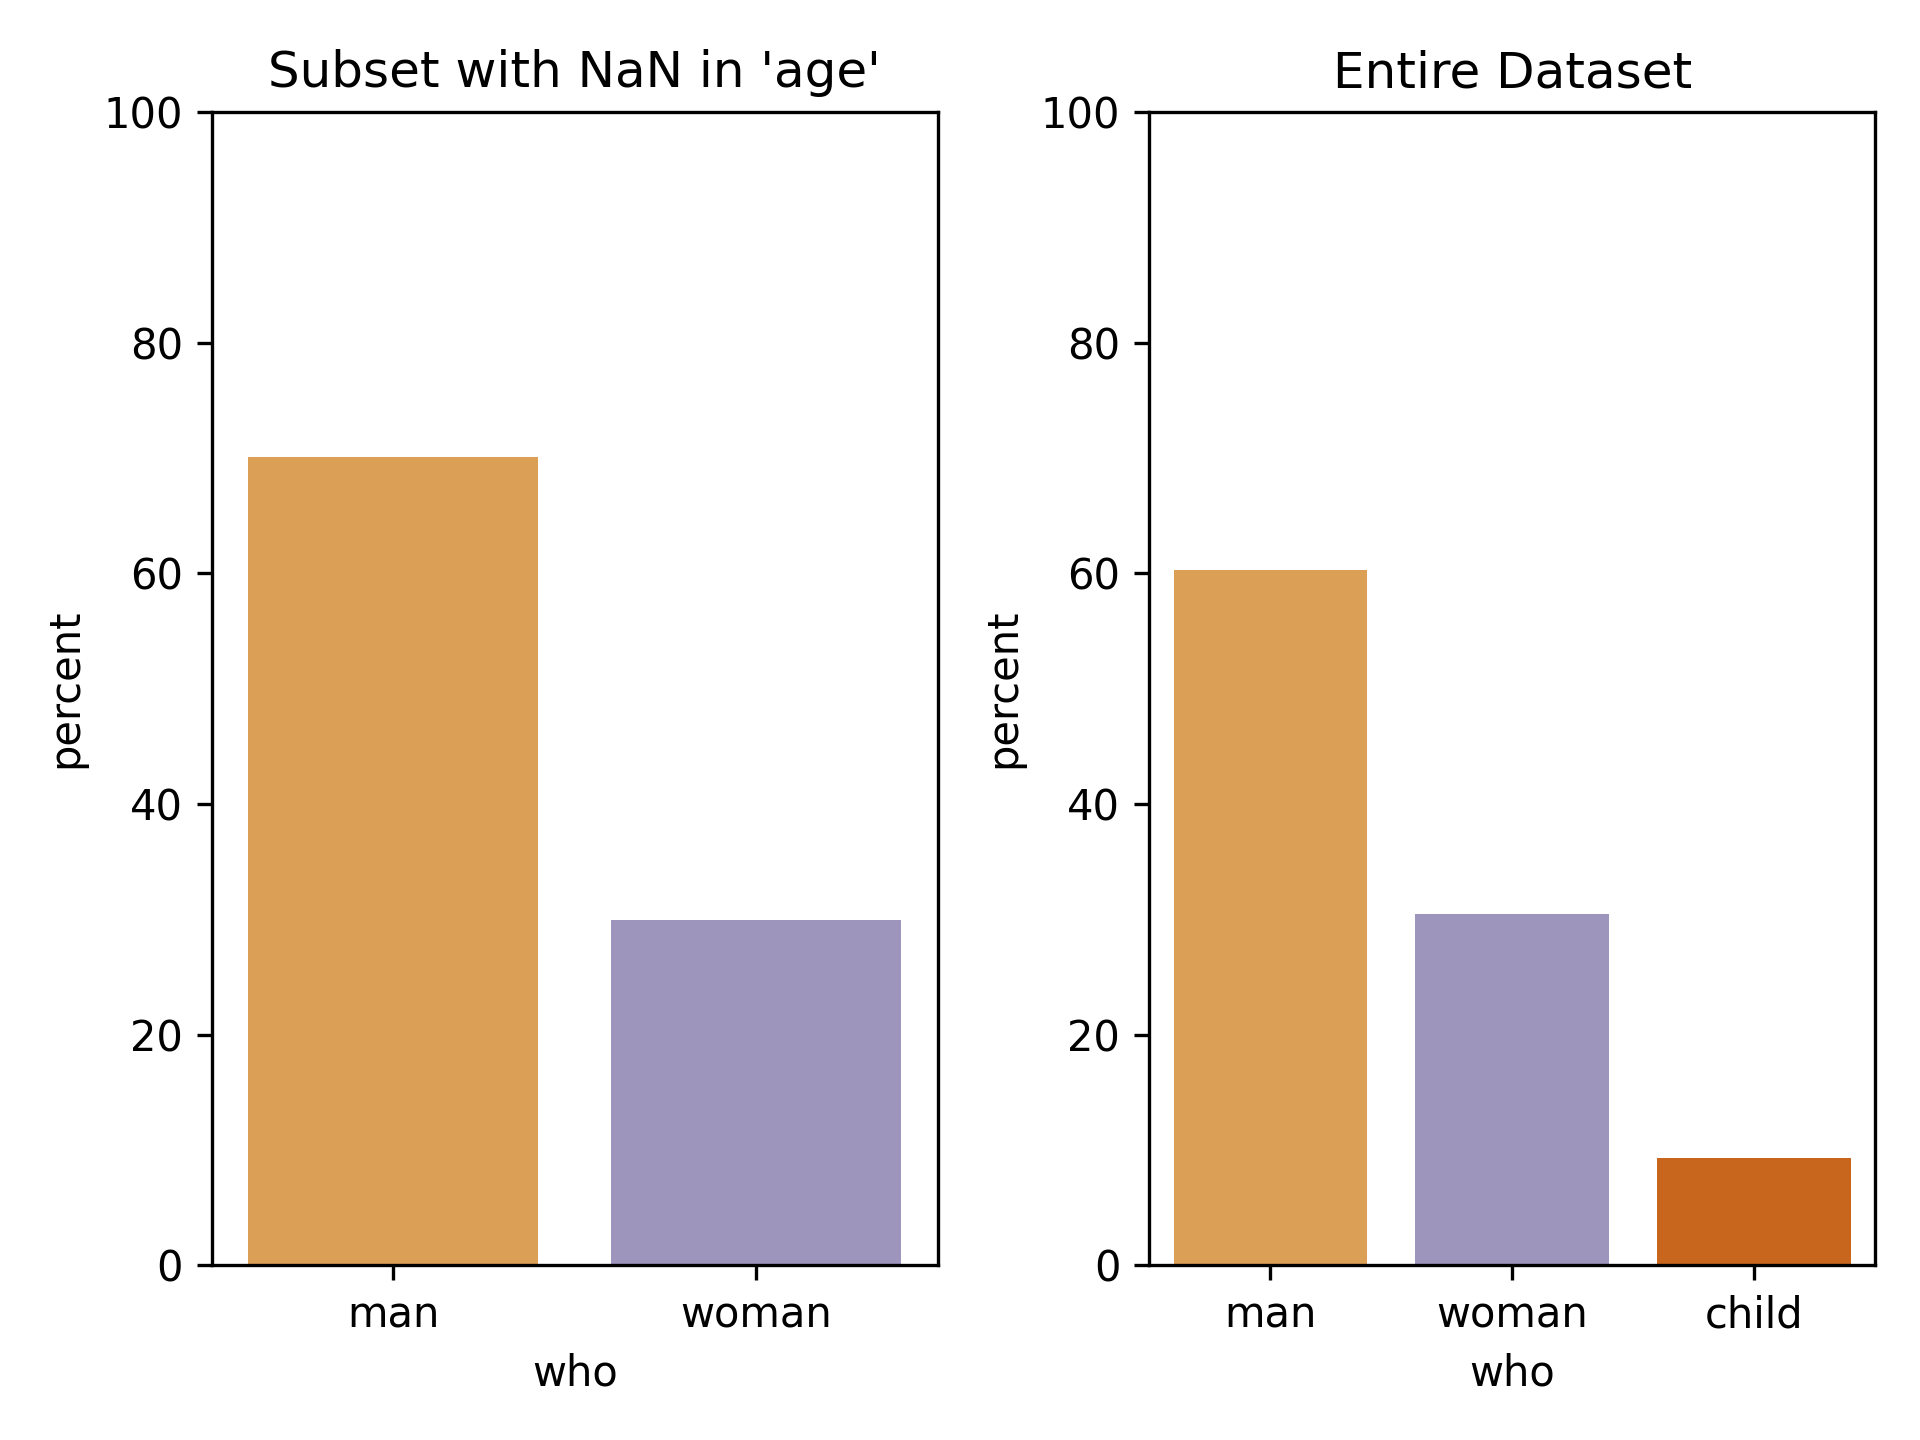 Subset with NaN in 'age'
100
80
60
40
20
0
percent
man woman
who
Entire Dataset
100
80
60
40
20
0
percent
man woman child
who